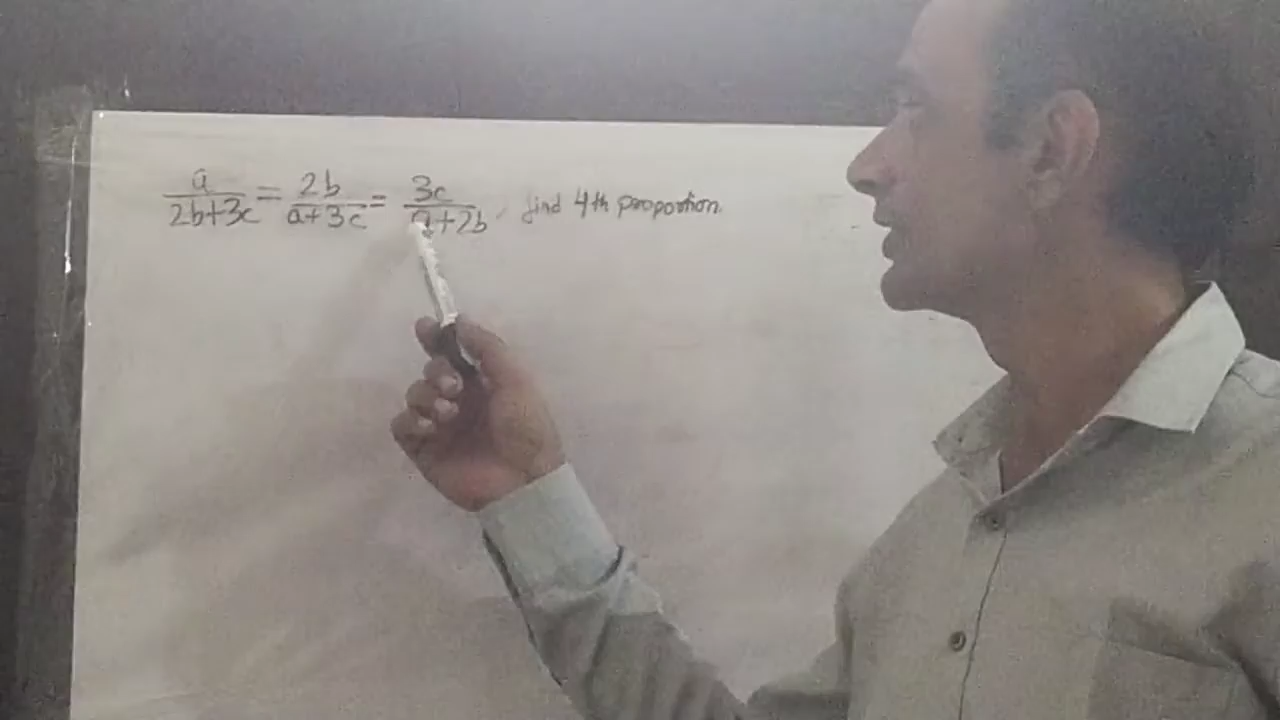 a/2b+3c = 2b/a+3c = 3c/a+2b, find 4th proportion.